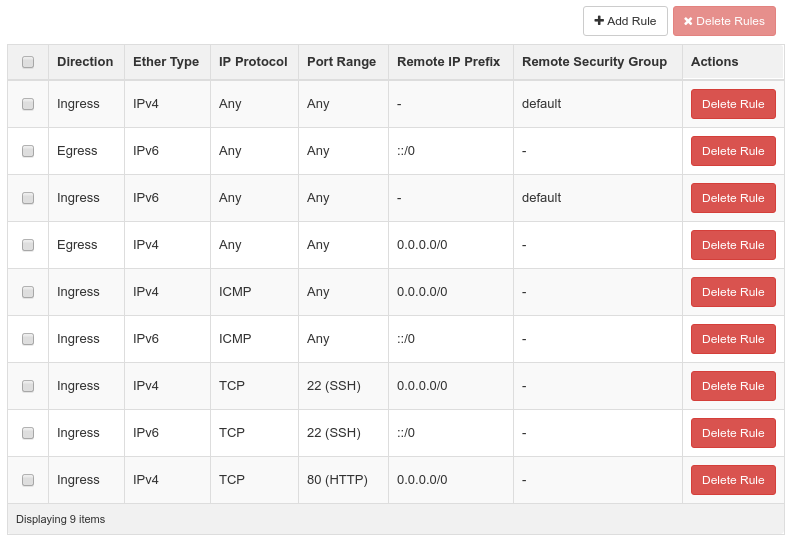 Add Rule Delete Rules
Direction Ether Type IP Protocol Port Range Remote IP Prefix Remote Security Group Actions
Ingress IPv4 Any Any - default Delete Rule
Egress IPv6 Any Any ::/0 - Delete Rule
Ingress IPv6 Any Any - default Delete Rule
Egress IPv4 Any Any 0.0.0.0/0 - Delete Rule
Ingress IPv4 ICMP Any 0.0.0.0/0 - Delete Rule
Ingress IPv6 ICMP Any ::/0 - Delete Rule
Ingress IPv4 TCP 22 (SSH) 0.0.0.0/0 - Delete Rule
Ingress IPv6 TCP 22 (SSH) ::/0 - Delete Rule
Ingress IPv4 TCP 80 (HTTP) 0.0.0.0/0 - Delete Rule
Displaying 9 items